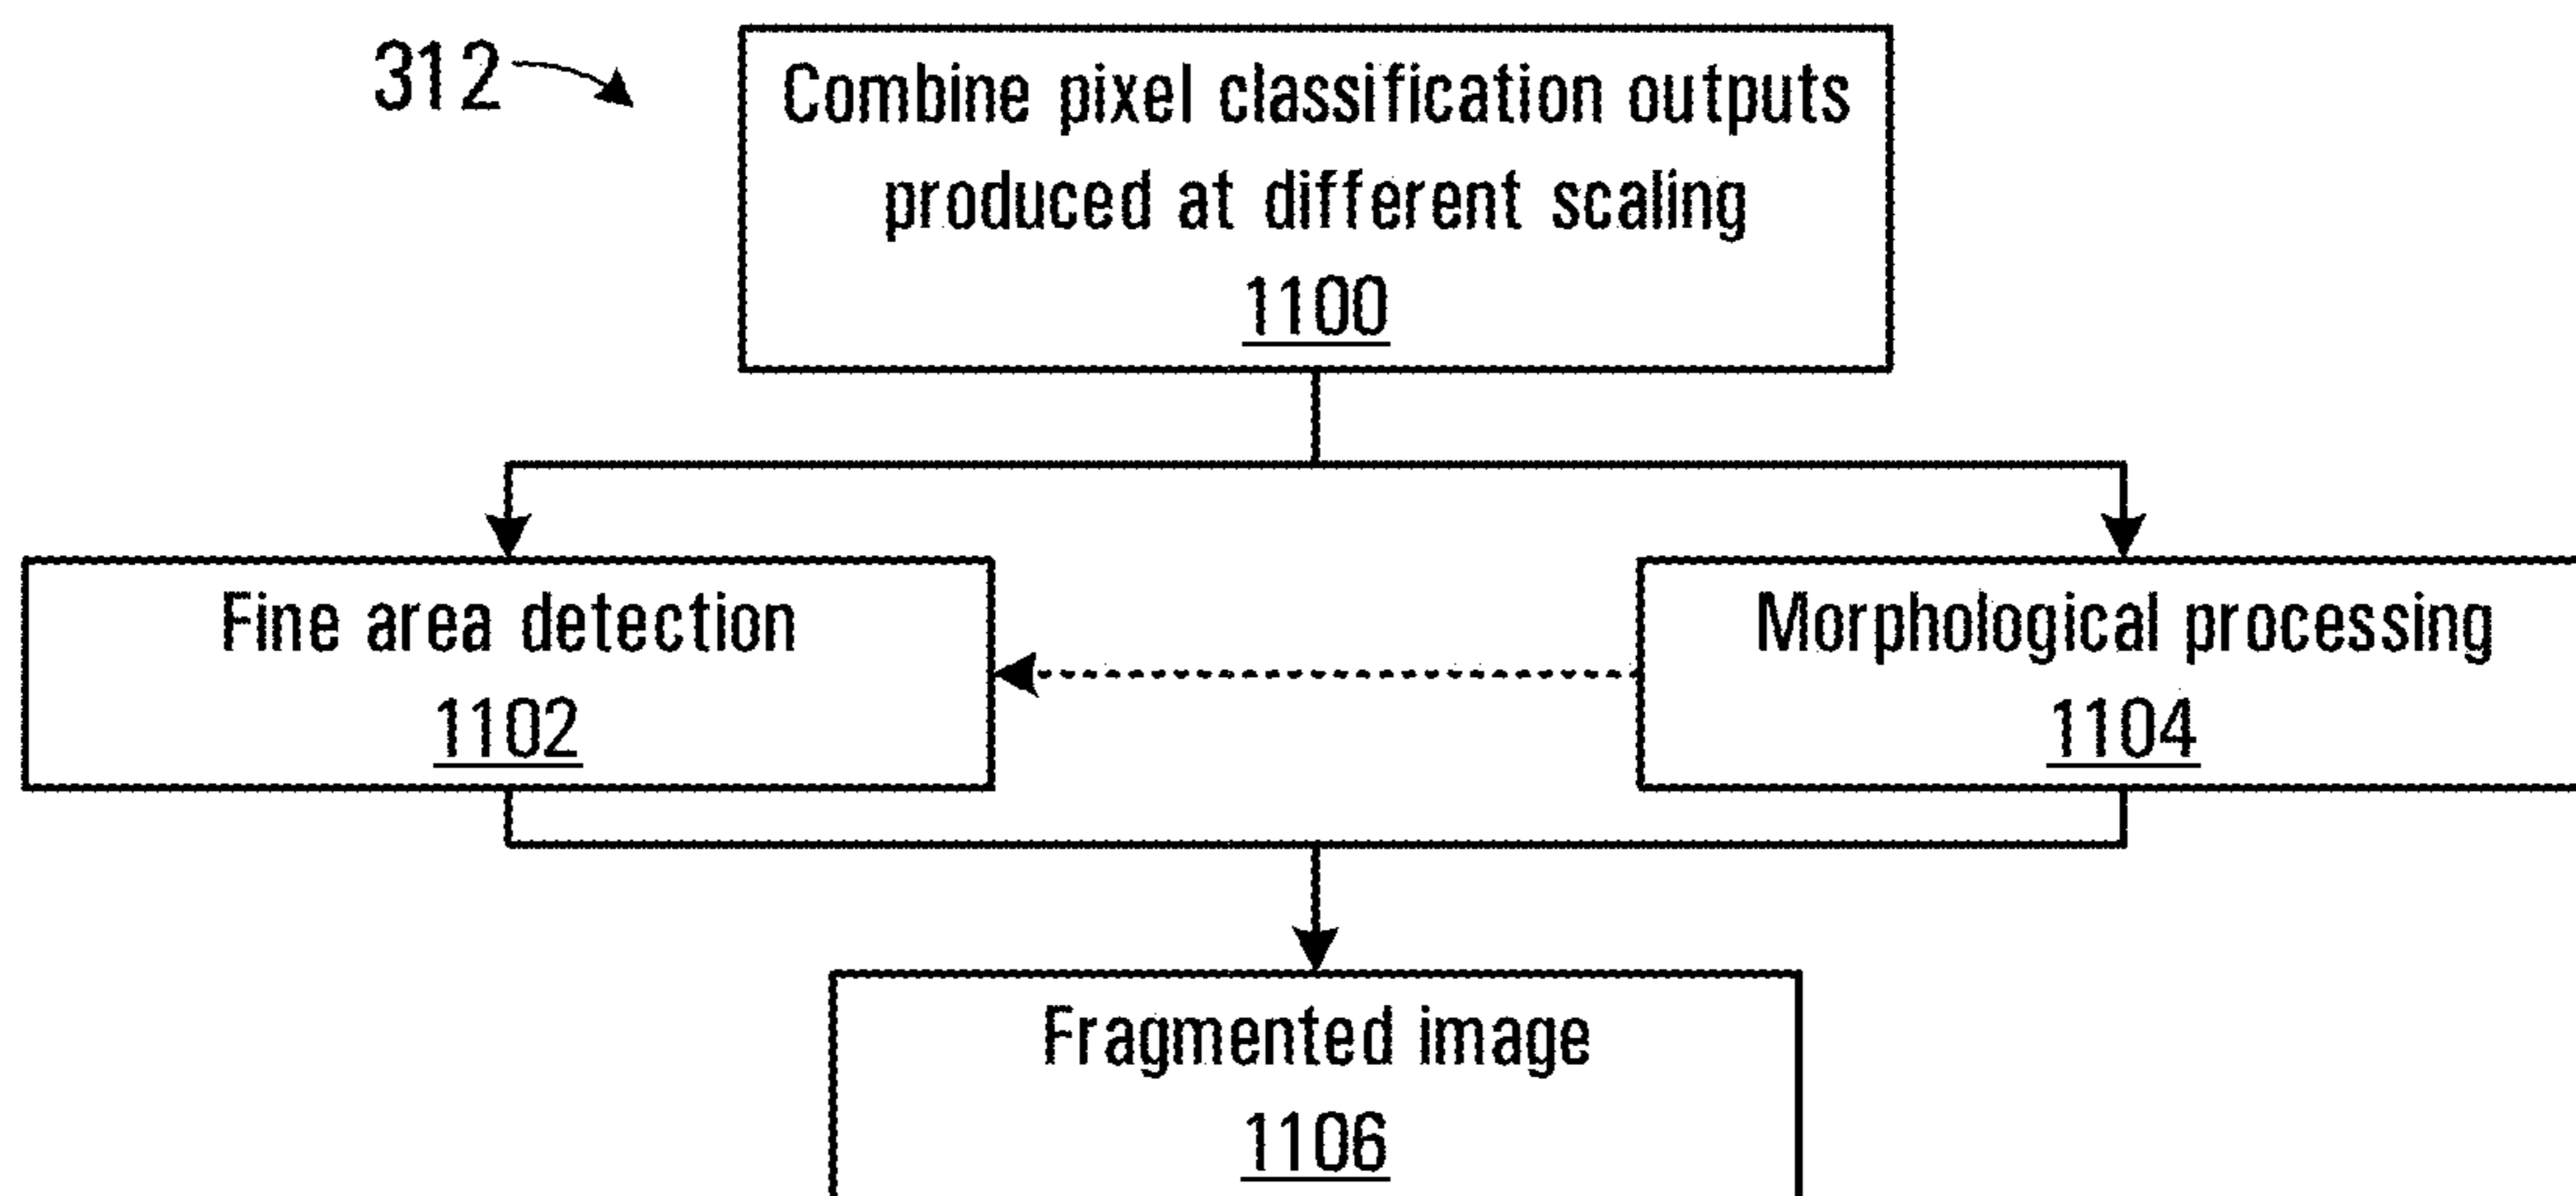 312
Combine pixel classification outputs
produced at different scaling
1100
Fine area detection
1102
Morphological processing
1104
Fragmented image
1106